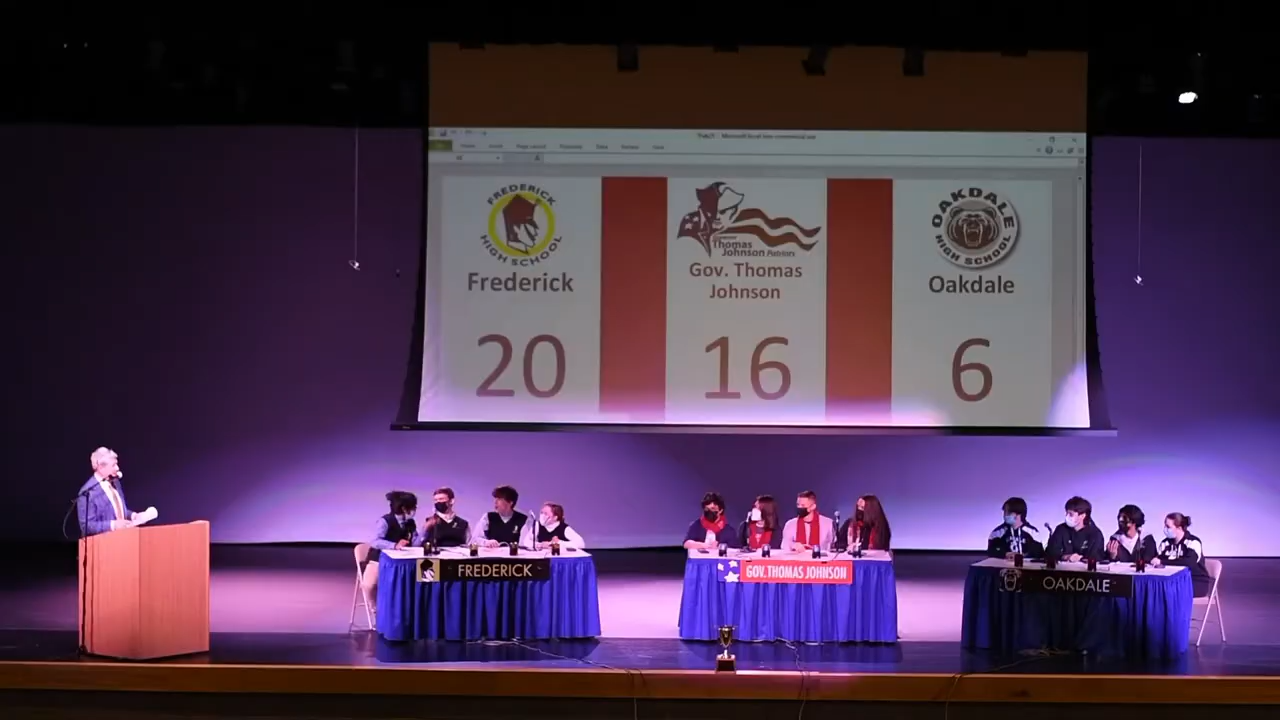 FREDERICK
HIGH SCHOOL
Frederick
20
Governor
Thomas
Johnson Patriots
Gov. Thomas
Johnson
16
OAKDALE
HIGH SCHOOL
Oakdale
6
FREDERICK
GOV. THOMAS JOHNSON
OAKDALE